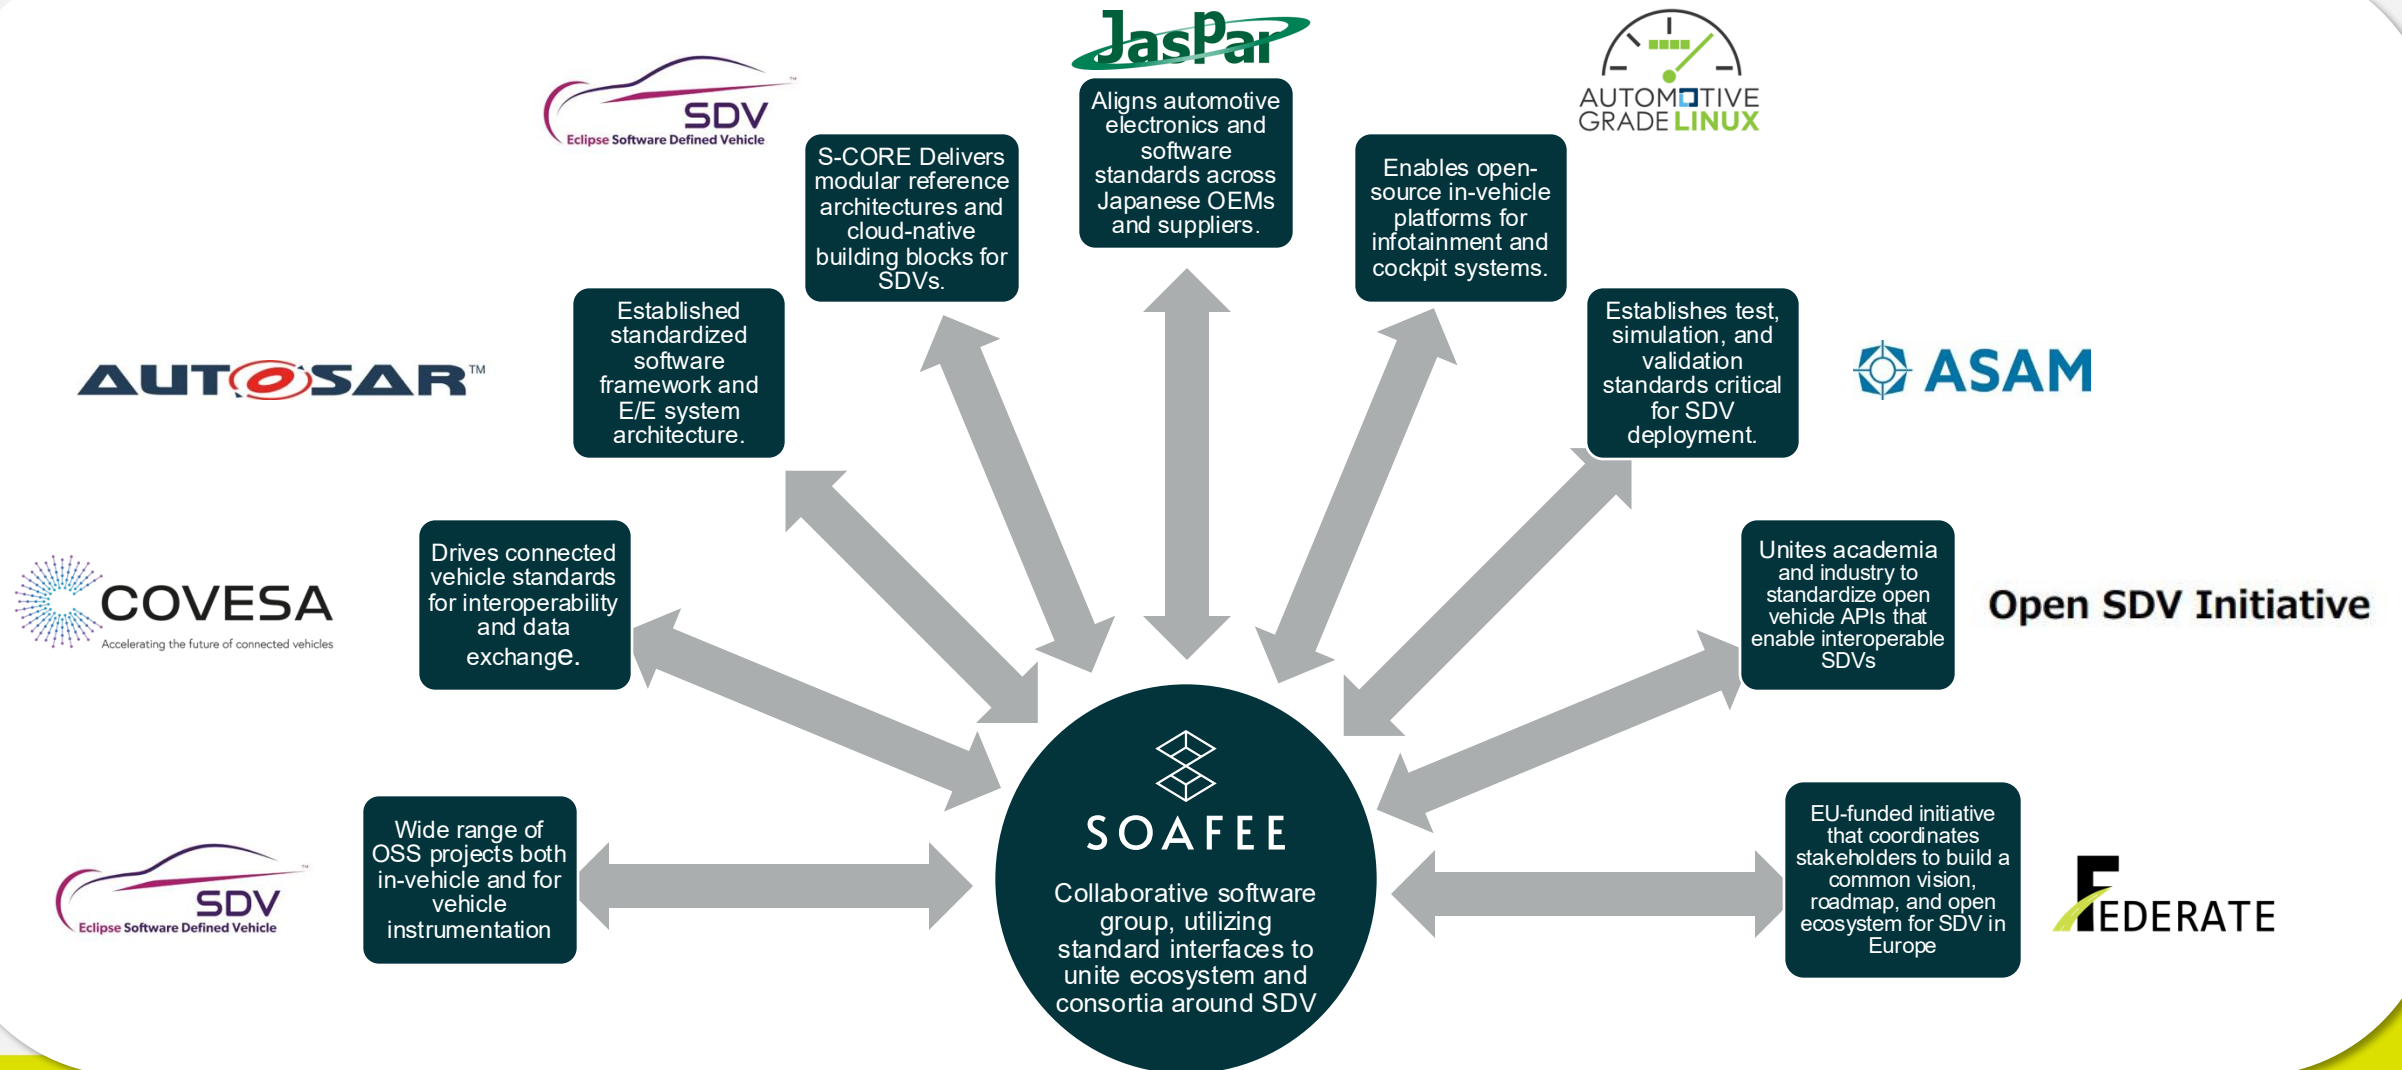 JasPar
Aligns automotive
electronics and
software
standards across
Japanese OEMs
and suppliers.
AUTOMOTIVE
GRADE LINUX
Enables open-
source in-vehicle
platforms for
infotainment and
cockpit systems.
SDV
TM
Eclipse Software Defined Vehicle
S-CORE Delivers
modular reference
architectures and
cloud-native
building blocks for
SDVs.
AUTOSAR™
Established
standardized
software
framework and
E/E system
architecture.
Establishes test,
simulation, and
validation
standards critical
for SDV
deployment.
ASAM
COVESA
Accelerating the future of connected vehicles
Drives connected
vehicle standards
for interoperability
and data
exchange.
Unites academia
and industry to
standardize open
vehicle APIs that
enable interoperable
SDVs
Open SDV Initiative
SDV
TM
Eclipse Software Defined Vehicle
Wide range of
OSS projects both
in-vehicle and for
vehicle
instrumentation
SOAFEE
Collaborative software
group, utilizing
standard interfaces to
unite ecosystem and
consortia around SDV
EU-funded initiative
that coordinates
stakeholders to build a
common vision,
roadmap, and open
ecosystem for SDV in
Europe
FEDERATE